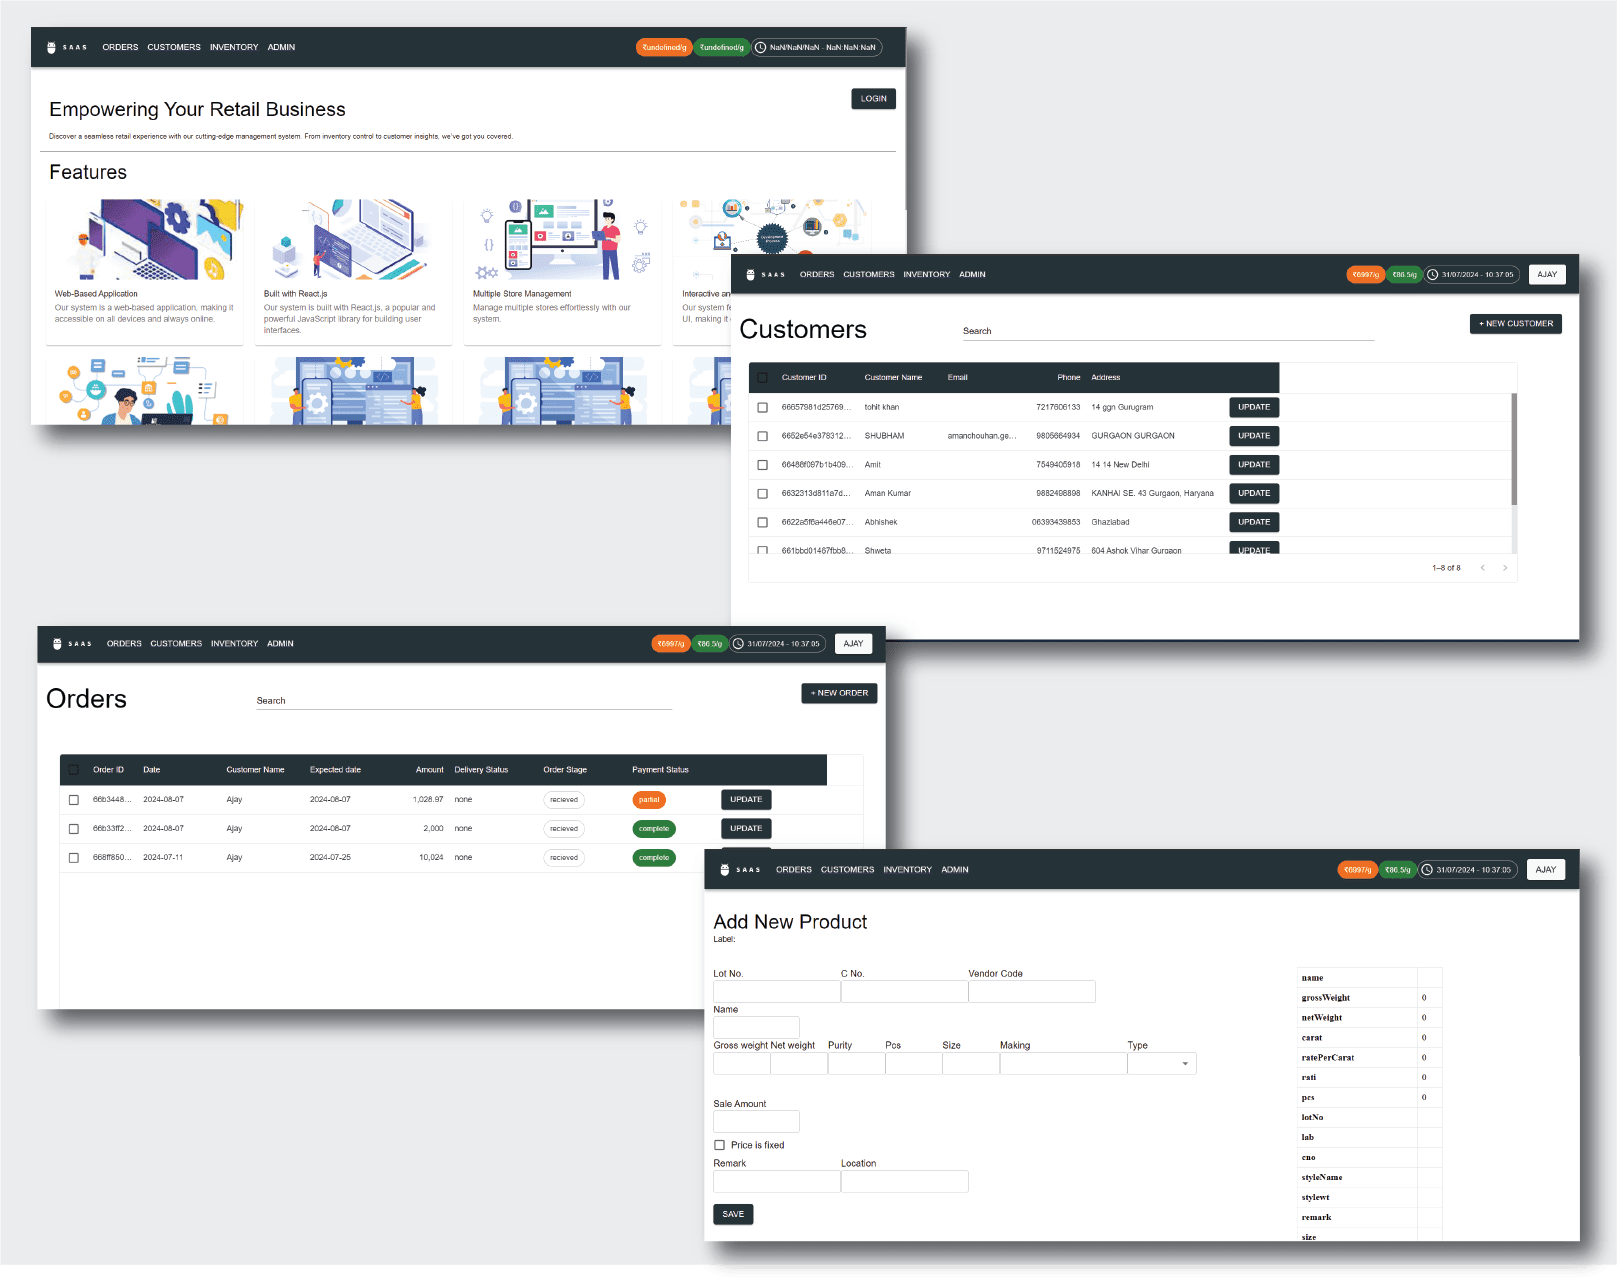 SAAS ORDERS CUSTOMERS INVENTORY ADMIN ₹undefined/g ₹undefined/g NaN/NaN/NaN - NaN:NaN:NaN
LOGIN
Empowering Your Retail Business
Discover a seamless retail experience with our cutting-edge management system. From inventory control to customer insights, we've got you covered.
Features
Web-Based Application
Our system is a web-based application, making it
accessible on all devices and always online.
Built with React.js
Our system is built with React.js, a popular and
powerful JavaScript library for building user
interfaces.
Multiple Store Management
Manage multiple stores effortlessly with our
system.
Interactive an
Our system fe
UI, making it
SAAS ORDERS CUSTOMERS INVENTORY ADMIN ₹6997/g ₹86.5/g 31/07/2024 - 10:37:05 AJAY
Customers Search + NEW CUSTOMER
Customer ID Customer Name Email Phone Address
66657981d25769... tohit khan 7217606133 14 ggn Gurugram UPDATE
6652e54e378312... SHUBHAM amanchouhan.ge... 9805664934 GURGAON GURGAON UPDATE
66486f097b1b409... Amit 7549405918 14 14 New Delhi UPDATE
6632313d811a7d... Aman Kumar 9882498898 KANHAI SE. 43 Gurgaon, Haryana UPDATE
6622a5f6a446e07... Abhishek 06393439853 Ghaziabad UPDATE
661bbd01467fbb8... Shweta 9711524975 604 Ashok Vihar Gurgaon UPDATE
1–8 of 8
SAAS ORDERS CUSTOMERS INVENTORY ADMIN ₹6997/g ₹86.5/g 31/07/2024 - 10:37:05 AJAY
Orders Search + NEW ORDER
Order ID Date Customer Name Expected date Amount Delivery Status Order Stage Payment Status
66b3448... 2024-08-07 Ajay 2024-08-07 1,028.97 none recieved partial UPDATE
66b33ff2... 2024-08-07 Ajay 2024-08-07 2,000 none recieved complete UPDATE
668ff850... 2024-07-11 Ajay 2024-07-25 10,024 none recieved complete
SAAS ORDERS CUSTOMERS INVENTORY ADMIN ₹6997/g ₹86.5/g 31/07/2024 - 10:37:05 AJAY
Add New Product
Label:
Lot No. C No. Vendor Code
Name
Gross weight Net weight Purity Pcs Size Making Type
Sale Amount
Price is fixed
Remark Location
SAVE
name
grossWeight 0
netWeight 0
carat 0
ratePerCarat 0
rati 0
pcs 0
lotNo
lab
cno
styleName
stylewt
remark
size